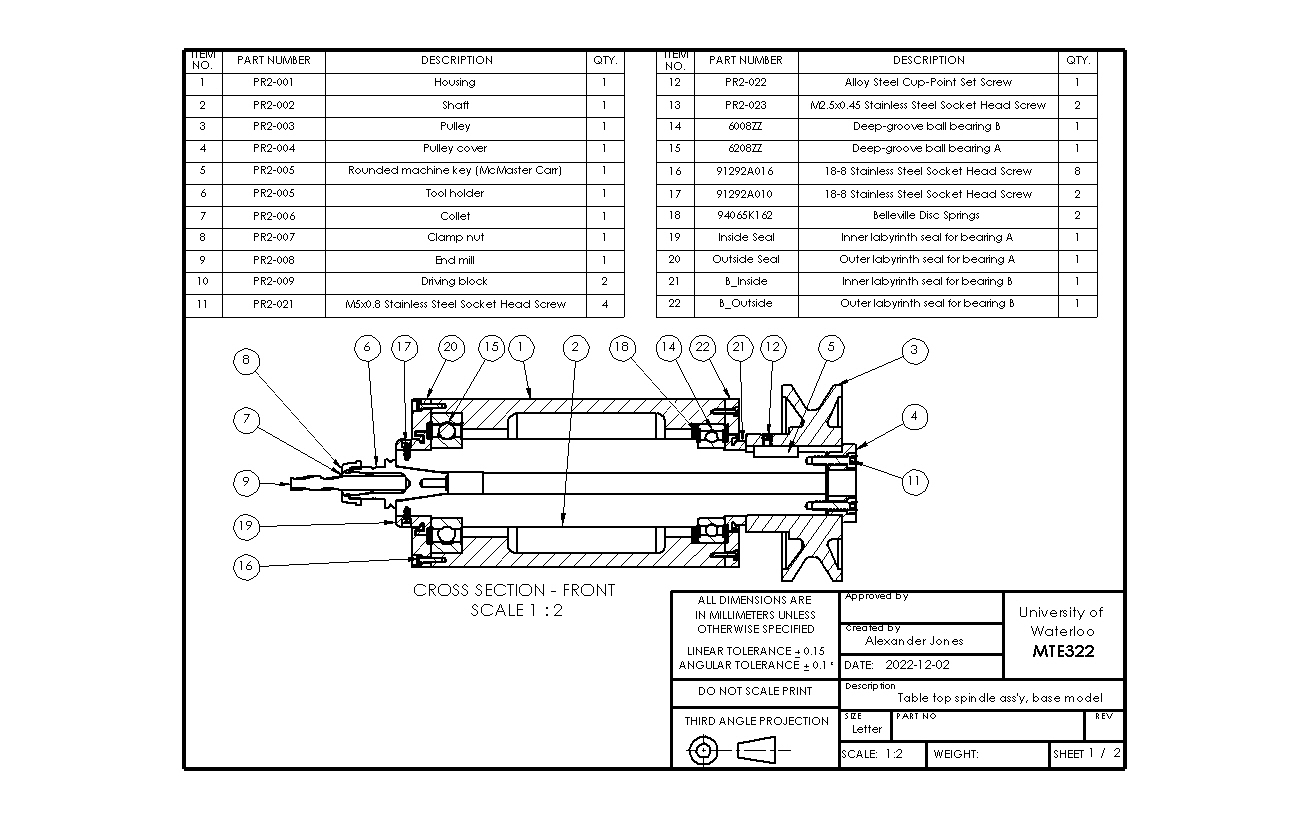 ITEM NO. PART NUMBER DESCRIPTION QTY.
1 PR2-001 Housing 1
2 PR2-002 Shaft 1
3 PR2-003 Pulley 1
4 PR2-004 Pulley cover 1
5 PR2-005 Rounded machine key (McMaster Carr) 1
6 PR2-005 Tool holder 1
7 PR2-006 Collet 1
8 PR2-007 Clamp nut 1
9 PR2-008 End mill 1
10 PR2-009 Driving block 2
11 PR2-021 M5x0.8 Stainless Steel Socket Head Screw 4
ITEM NO. PART NUMBER DESCRIPTION QTY.
12 PR2-022 Alloy Steel Cup-Point Set Screw 1
13 PR2-023 M2.5x0.45 Stainless Steel Socket Head Screw 2
14 6008ZZ Deep-groove ball bearing B 1
15 6208ZZ Deep-groove ball bearing A 1
16 91292A016 18-8 Stainless Steel Socket Head Screw 8
17 91292A010 18-8 Stainless Steel Socket Head Screw 2
18 94065K162 Belleville Disc Springs 2
19 Inside Seal Inner labyrinth seal for bearing A 1
20 Outside Seal Outer labyrinth seal for bearing A 1
21 B_Inside Inner labyrinth seal for bearing B 1
22 B_Outside Outer labyrinth seal for bearing B 1
8 6 17 20 15 1 2 18 14 22 21 12 5 3
7 4
9 11
19
16
CROSS SECTION - FRONT
SCALE 1 : 2
ALL DIMENSIONS ARE
IN MILLIMETERS UNLESS
OTHERWISE SPECIFIED
LINEAR TOLERANCE ± 0.15
ANGULAR TOLERANCE ± 0.1°
DO NOT SCALE PRINT
THIRD ANGLE PROJECTION
Approved by
Created by
Alexander Jones
DATE: 2022-12-02
University of
Waterloo
MTE322
Description
Table top spindle ass'y, base model
SIZE
Letter
PART NO
REV
SCALE: 1:2 WEIGHT: SHEET 1 / 2